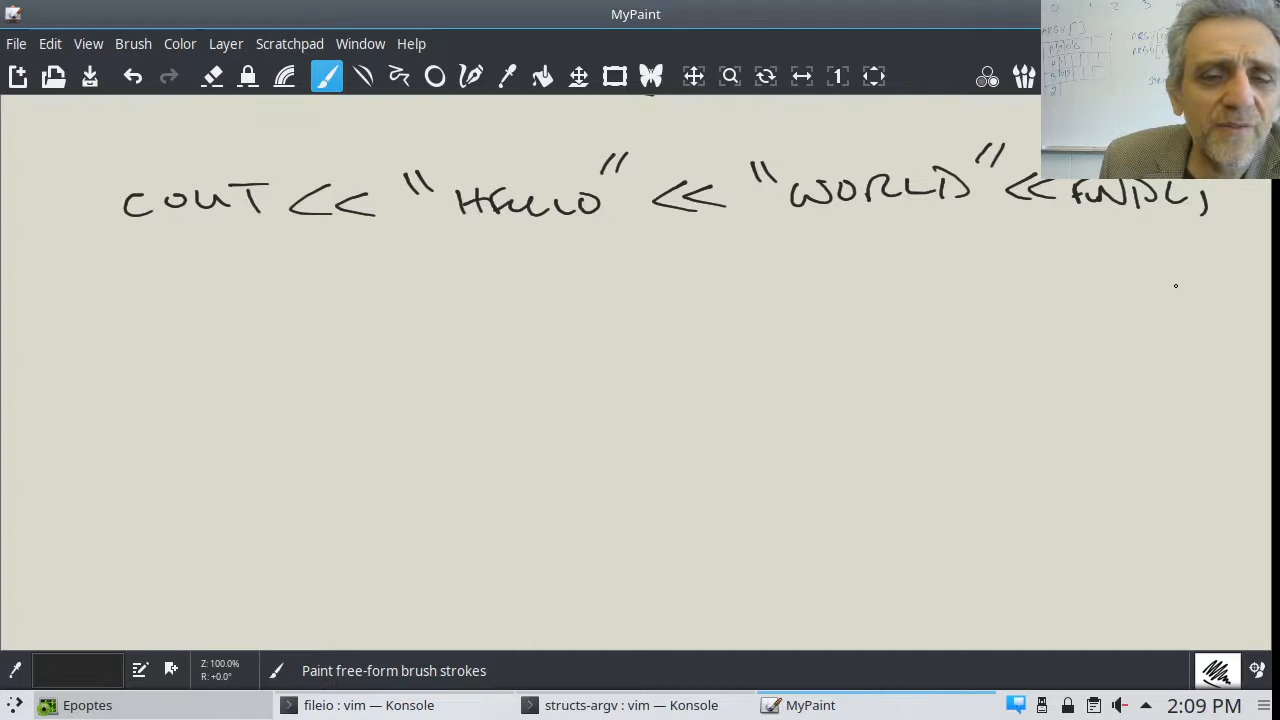 MyPaint
File Edit View Brush Color Layer Scratchpad Window Help
COUT << "HELLO" << "WORLD" << ENDL;
Z: 100.0%
R: +0.0°
Paint free-form brush strokes
Epoptes
fileio : vim — Konsole
structs-argv : vim — Konsole
MyPaint
2:09 PM